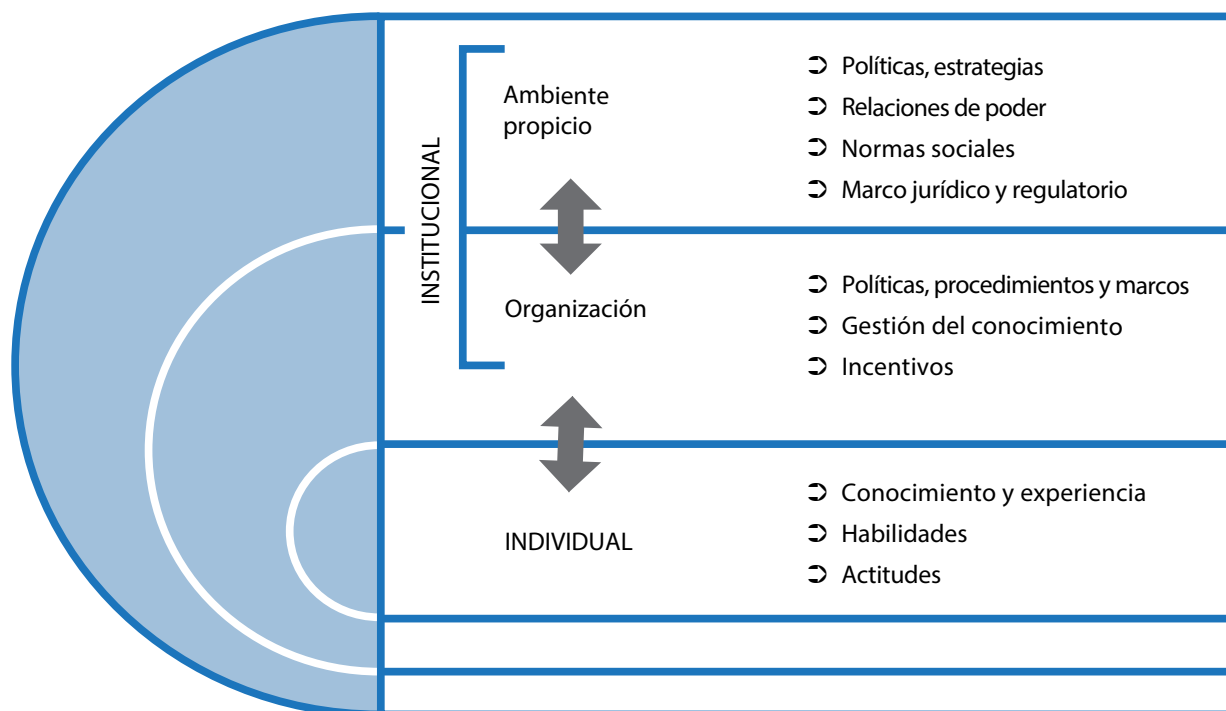 INSTITUCIONAL
Ambiente
propicio
➲ Políticas, estrategias
➲ Relaciones de poder
➲ Normas sociales
➲ Marco jurídico y regulatorio
Organización
➲ Políticas, procedimientos y marcos
➲ Gestión del conocimiento
➲ Incentivos
INDIVIDUAL
➲ Conocimiento y experiencia
➲ Habilidades
➲ Actitudes